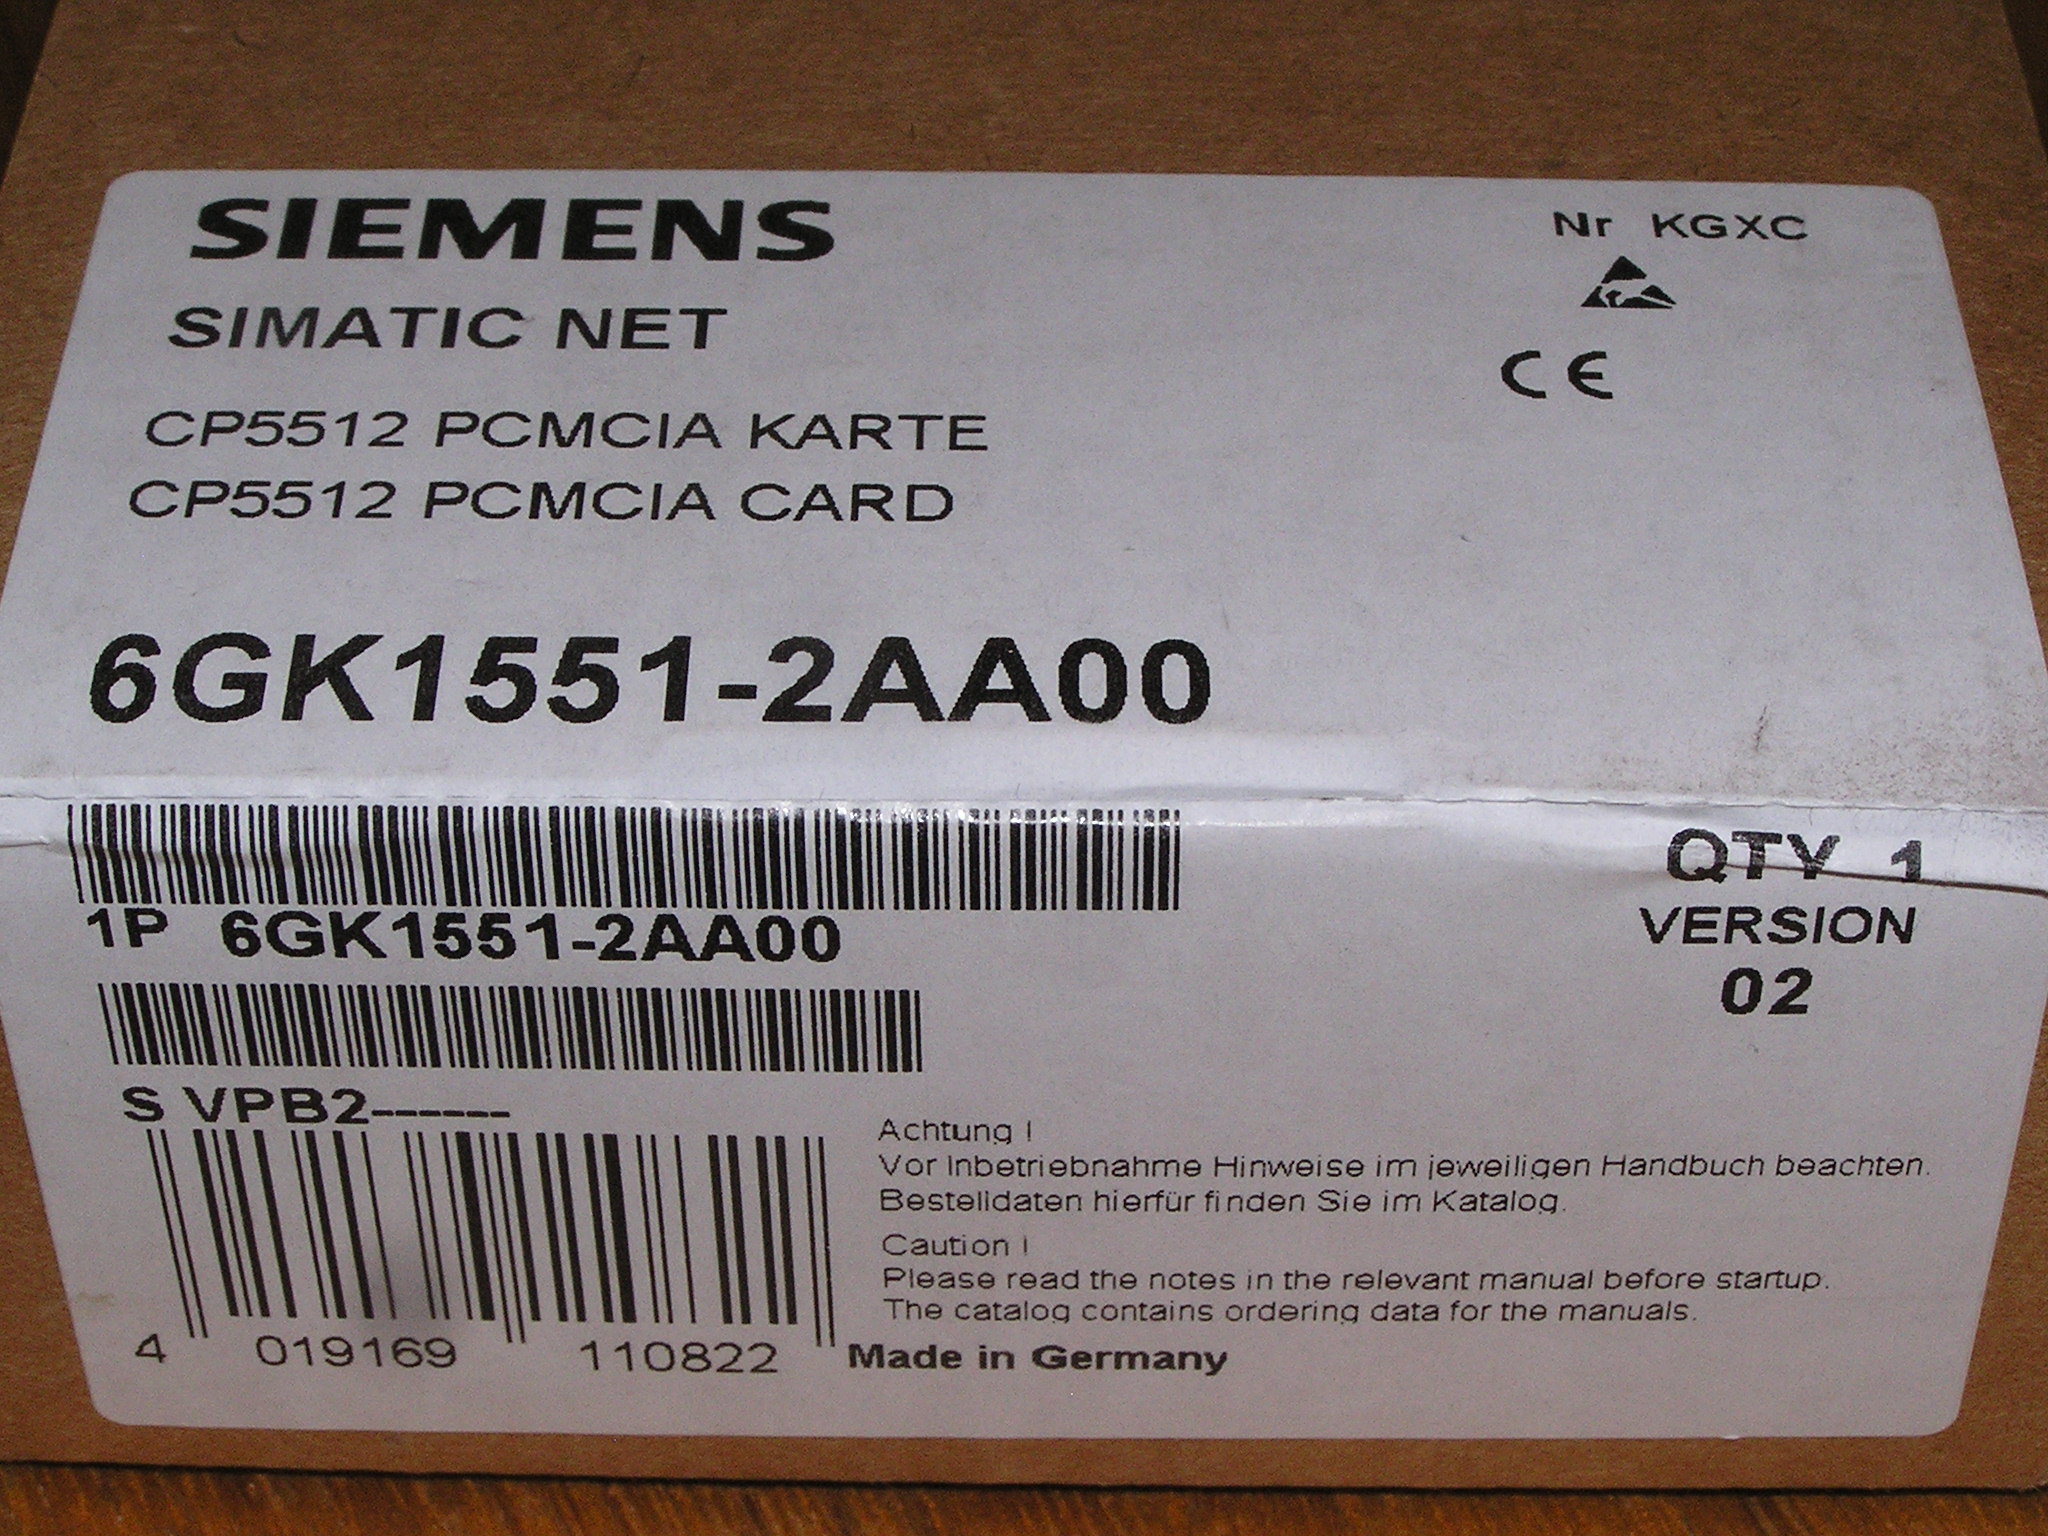 SIEMENS
Nr KGXC
SIMATIC NET
CE
CP5512 PCMCIA KARTE
CP5512 PCMCIA CARD
6GK1551-2AA00
QTY 1
1P 6GK1551-2AA00
VERSION
02
S VPB2------
Achtung !
Vor Inbetriebnahme Hinweise im jeweiligen Handbuch beachten.
Bestelldaten hierfür finden Sie im Katalog.
Caution !
Please read the notes in the relevant manual before startup.
The catalog contains ordering data for the manuals.
4 019169 110822
Made in Germany